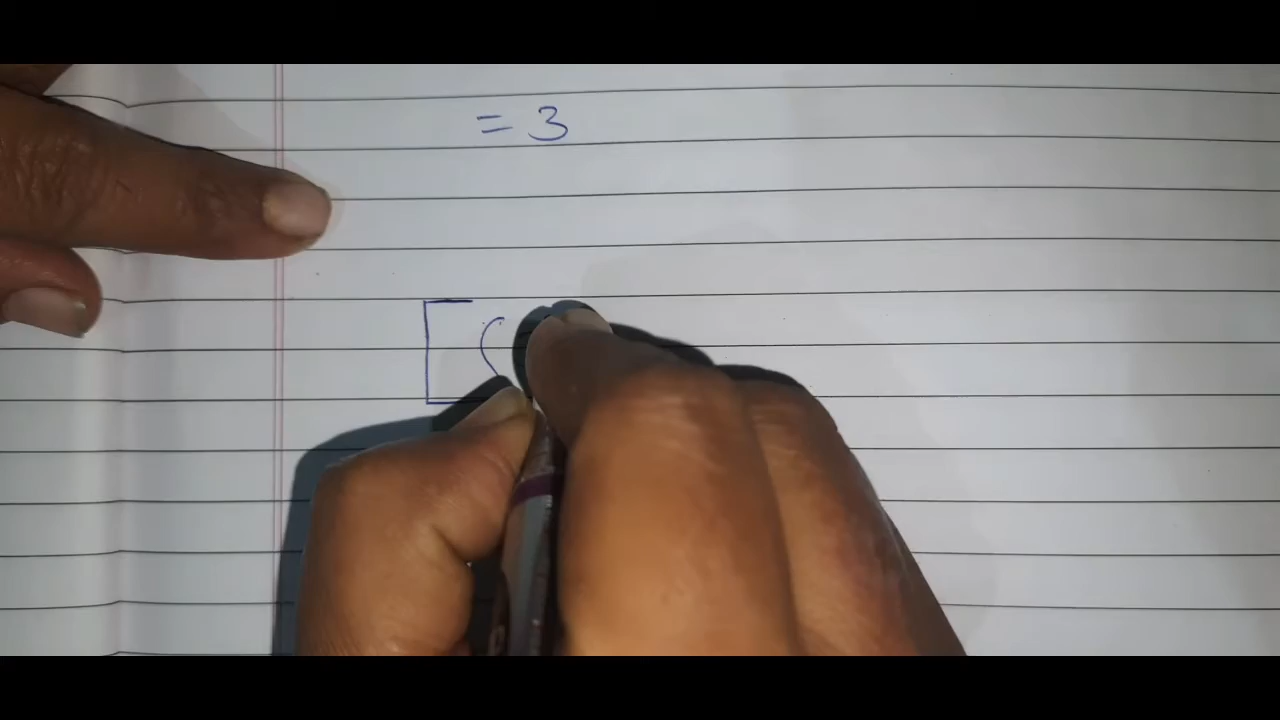 = 3
[ (